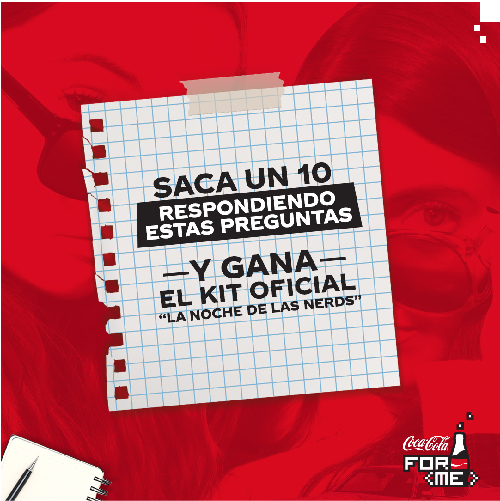 SACA UN 10
RESPONDIENDO
ESTAS PREGUNTAS
—Y GANA—
EL KIT OFICIAL
“LA NOCHE DE LAS NERDS”
Coca-Cola
FOR
<ME>